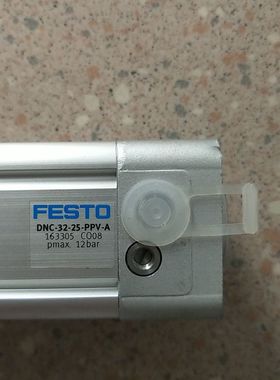 FESTO
DNC-32-25-PPV-A
163305 C008
pmax. 12bar